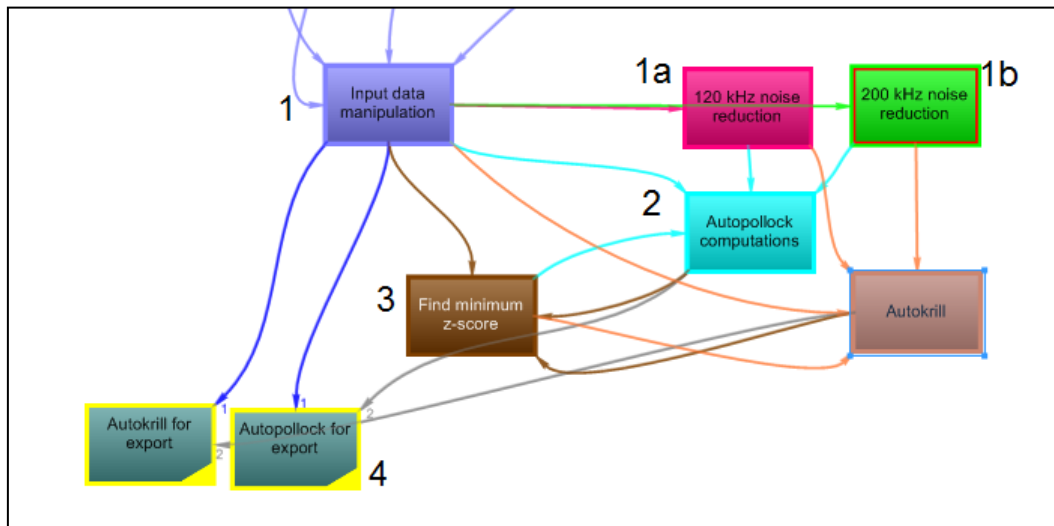 1
Input data
manipulation
1a
120 kHz noise
reduction
1b
200 kHz noise
reduction
2
Autopollock
computations
3
Find minimum
z-score
Autokrill
1
Autokrill for
export
2
1
2
Autopollock for
export
4